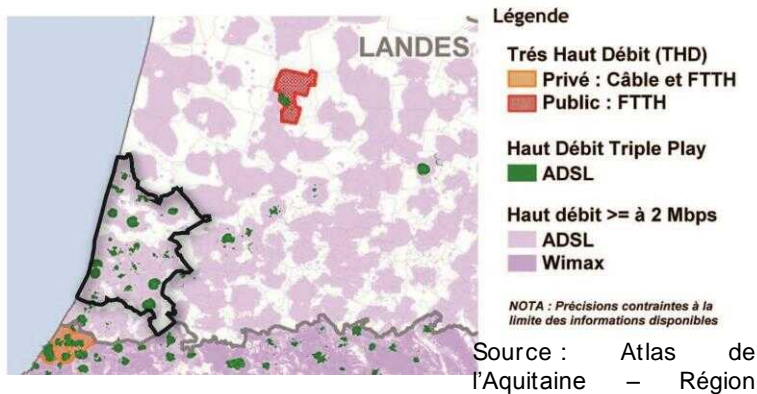 LANDES
Légende
Trés Haut Débit (THD)
Privé : Câble et FTTH
Public : FTTH
Haut Débit Triple Play
ADSL
Haut débit >= à 2 Mbps
ADSL
Wimax
NOTA : Précisions contraintes à la
limite des informations disponibles
Source : Atlas de
l'Aquitaine – Région